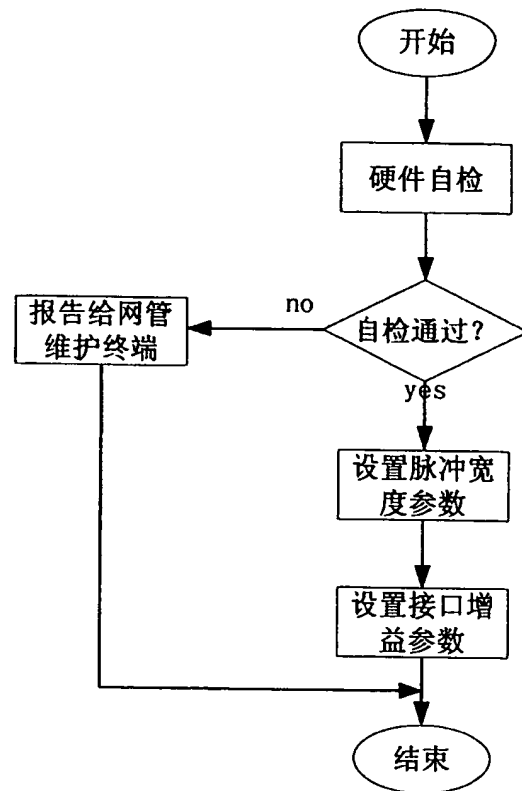 开始
硬件自检
自检通过?
no
报告给网管
维护终端
yes
设置脉冲宽
度参数
设置接口增
益参数
结束